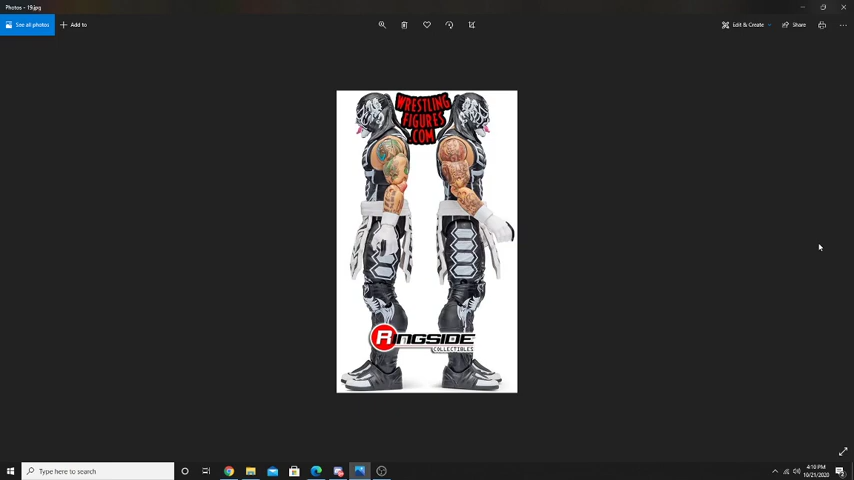 Photos - 19.jpg
See all photos
Add to
Edit & Create
Share
WRESTLING
FIGURES
.COM
RINGSIDE
COLLECTIBLES
Type here to search
4:10 PM
10/21/2020